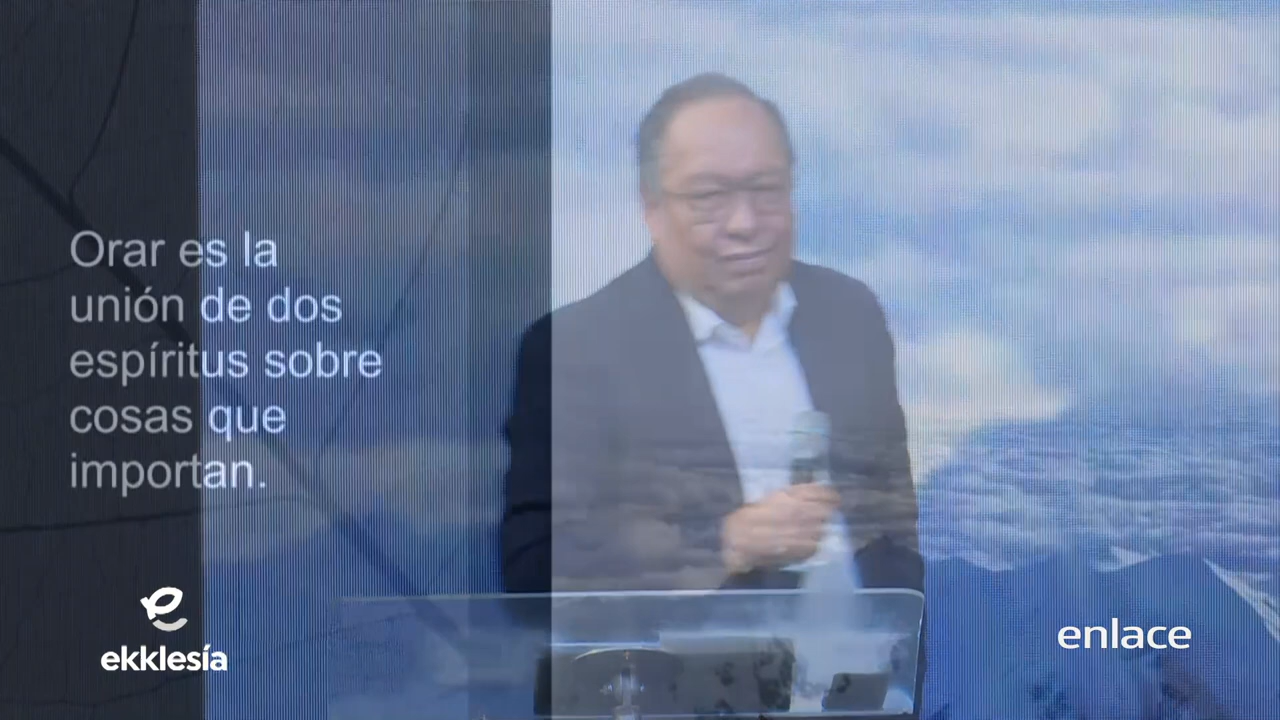 Orar es la
unión de dos
espíritus sobre
cosas que
importan.
ekklesía
enlace